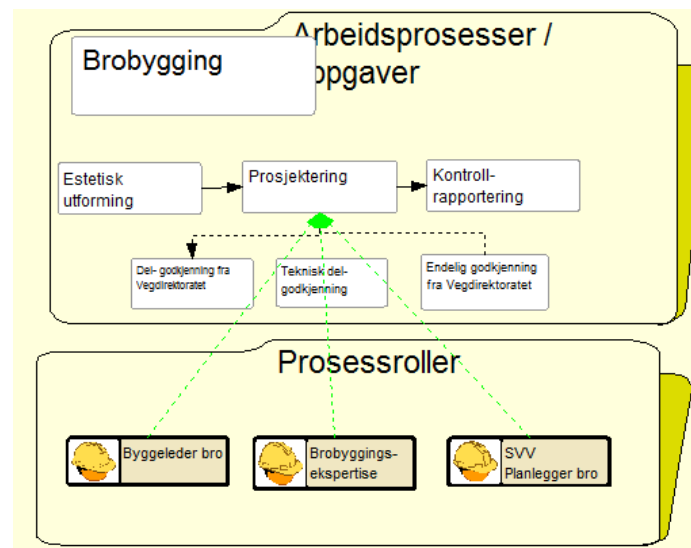 Arbeidsprosesser /
ppgaver
Brobygging
Estetisk
utforming
Prosjektering
Kontroll-
rapportering
Del- godkjenning fra
Vegdirektoratet
Teknisk del-
godkjenning
Endelig godkjenning
fra Vegdirektoratet
Prosessroller
Byggeleder bro
Brobyggings-
ekspertise
SVV
Planlegger bro